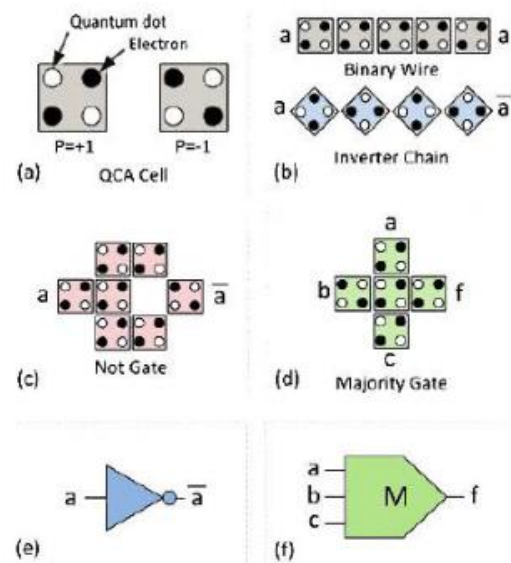 Quantum dot
Electron
P=+1 P=-1
(a) QCA Cell
a a
Binary Wire
a a̅
Inverter Chain
(b)
a a̅
(c) Not Gate
a
b f
c
(d) Majority Gate
a a̅
(e)
a
b M f
c
(f)